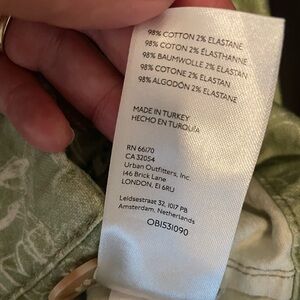 98% COTTON 2% ELASTANE
98% COTON 2% ÉLASTHANNE
98% BAUMWOLLE 2% ELASTAN
98% COTONE 2% ELASTAN
98% ALGODÓN 2% ELASTANE
MADE IN TURKEY
HECHO EN TURQUÍA
RN 66170
CA 32054
Urban Outfitters, Inc
146 Brick Lane
LONDON, E1 6RU
Leidsestraat 32, 1017 PB
Amsterdam, Netherlands
OB1531090